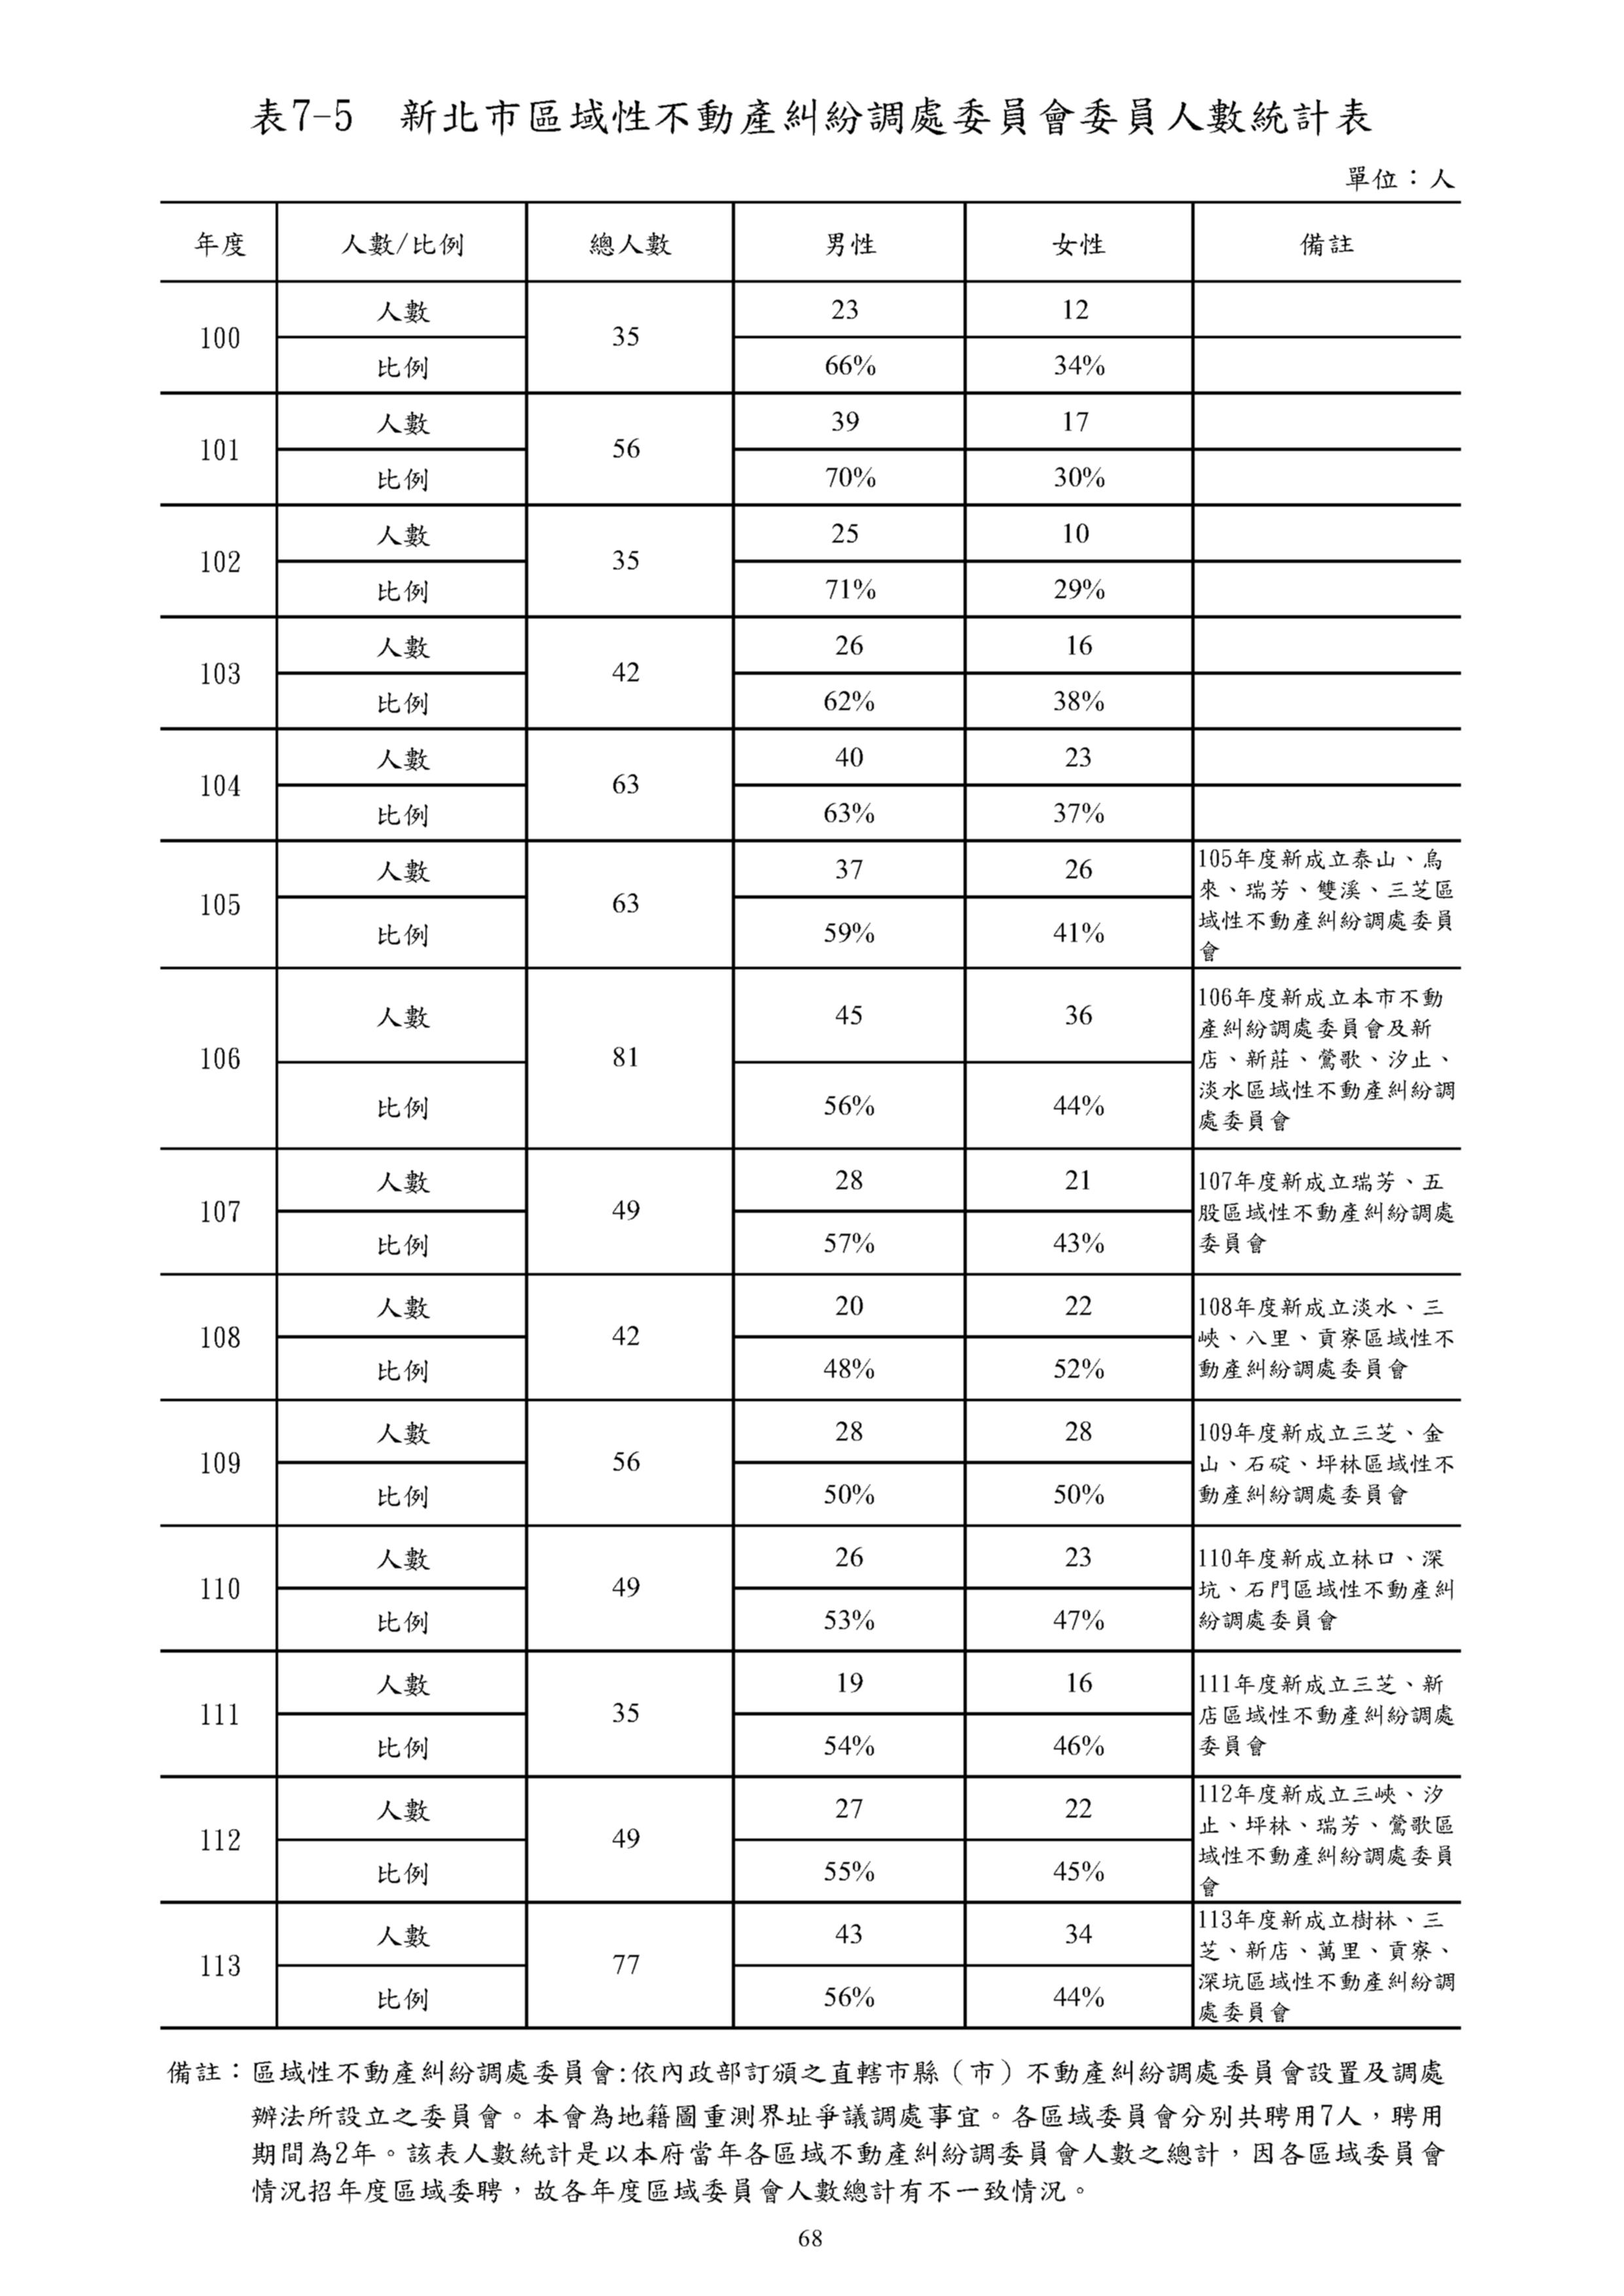 表7-5　新北市區域性不動產糾紛調處委員會委員人數統計表
單位：人
年度 人數/比例 總人數 男性 女性 備註
100 人數 35 23 12
比例 66% 34%
101 人數 56 39 17
比例 70% 30%
102 人數 35 25 10
比例 71% 29%
103 人數 42 26 16
比例 62% 38%
104 人數 63 40 23
比例 63% 37%
105 人數 63 37 26
比例 59% 41%
105年度新成立泰山、烏
來、瑞芳、雙溪、三芝區
域性不動產糾紛調處委員
會
106 人數 81 45 36
比例 56% 44%
106年度新成立本市不動
產糾紛調處委員會及新
店、新莊、鶯歌、汐止、
淡水區域性不動產糾紛調
處委員會
107 人數 49 28 21
比例 57% 43%
107年度新成立瑞芳、五
股區域性不動產糾紛調處
委員會
108 人數 42 20 22
比例 48% 52%
108年度新成立淡水、三
峽、八里、貢寮區域性不
動產糾紛調處委員會
109 人數 56 28 28
比例 50% 50%
109年度新成立三芝、金
山、石碇、坪林區域性不
動產糾紛調處委員會
110 人數 49 26 23
比例 53% 47%
110年度新成立林口、深
坑、石門區域性不動產糾
紛調處委員會
111 人數 35 19 16
比例 54% 46%
111年度新成立三芝、新
店區域性不動產糾紛調處
委員會
112 人數 49 27 22
比例 55% 45%
112年度新成立三峽、汐
止、坪林、瑞芳、鶯歌區
域性不動產糾紛調處委員
會
113 人數 77 43 34
比例 56% 44%
113年度新成立樹林、三
芝、新店、萬里、貢寮、
深坑區域性不動產糾紛調
處委員會
備註：區域性不動產糾紛調處委員會:依內政部訂頒之直轄市縣（市）不動產糾紛調處委員會設置及調處
辦法所設立之委員會。本會為地籍圖重測界址爭議調處事宜。各區域委員會分別共聘用7人，聘用
期間為2年。該表人數統計是以本府當年各區域不動產糾紛調委員會人數之總計，因各區域委員會
情況招年度區域委聘，故各年度區域委員會人數總計有不一致情況。
68